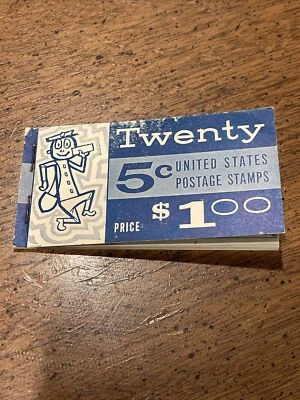 Twenty
5c UNITED STATES
POSTAGE STAMPS
PRICE $1.00